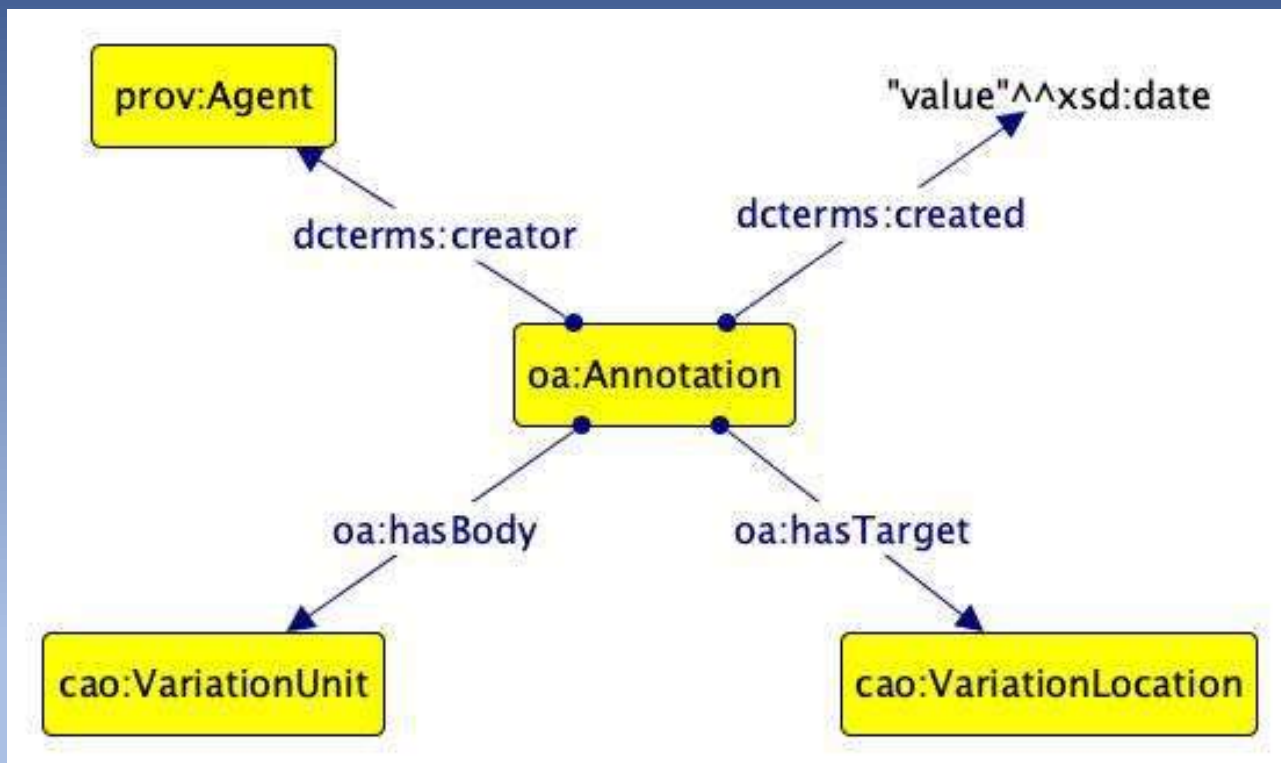 prov:Agent
"value"^^xsd:date
dcterms:creator
dcterms:created
oa:Annotation
oa:hasBody
oa:hasTarget
cao:VariationUnit
cao:VariationLocation